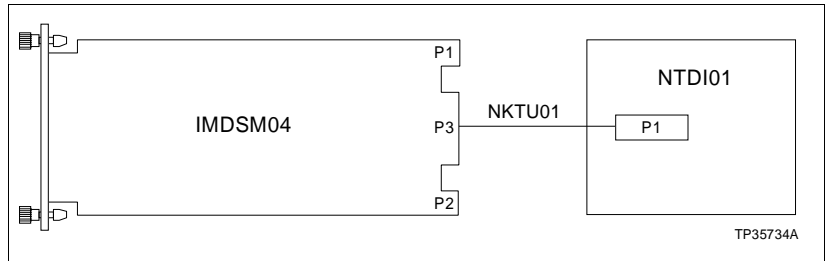 P1
NTDI01
NKTU01
IMDSM04
P3
P1
P2
TP35734A